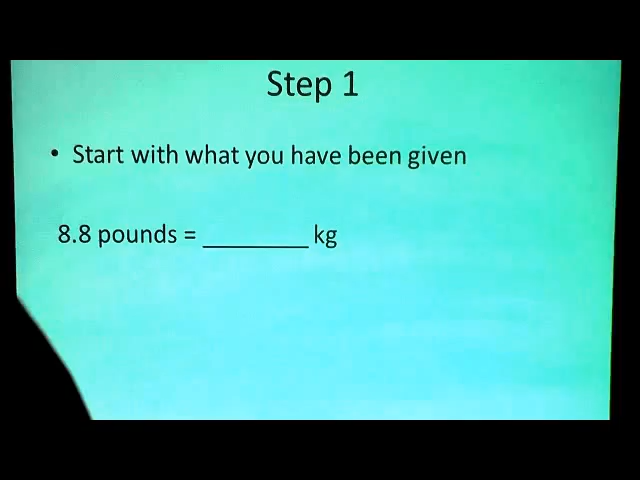 Step 1
• Start with what you have been given
8.8 pounds = ________ kg